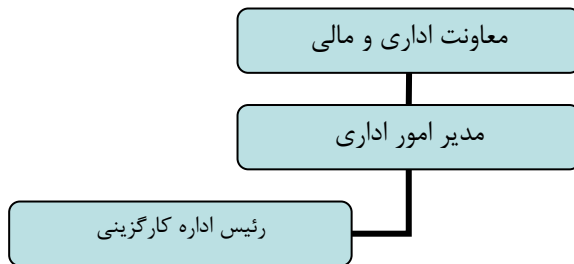 معاونت اداری و مالی
مدیر امور اداری
رئیس اداره کارگزینی